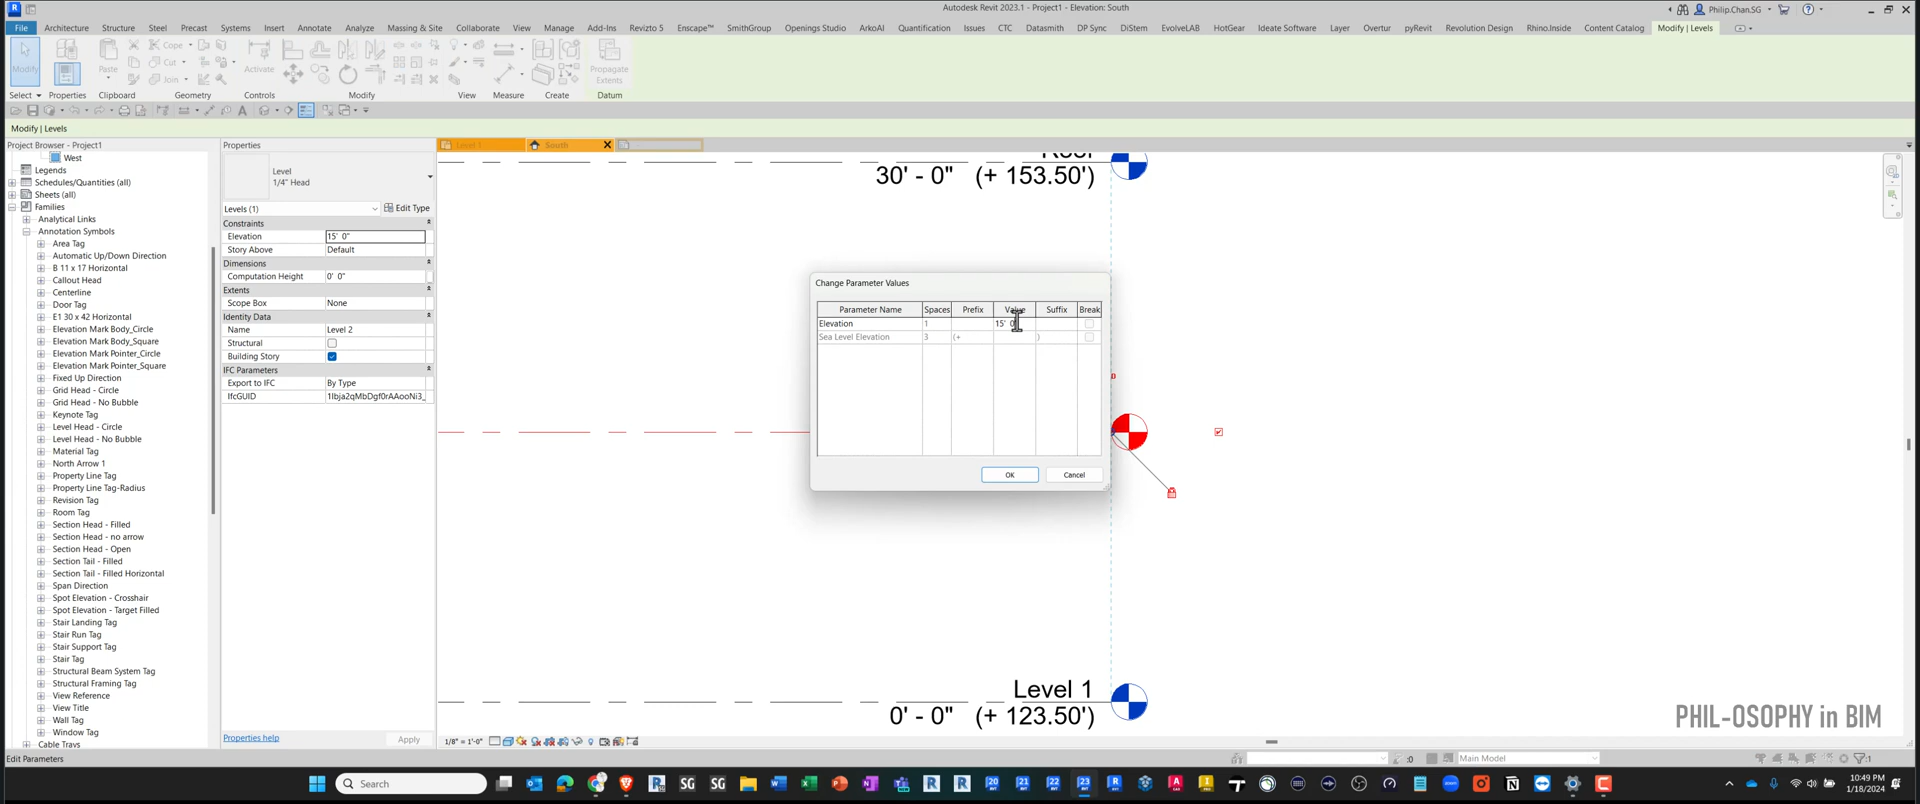 Autodesk Revit 2023.1 - Project1 - Elevation: South
Philip.Chan.SG
File Architecture Structure Steel Precast Systems Insert Annotate Analyze Massing & Site Collaborate View Manage Add-Ins Revizto 5 Enscape™ SmithGroup Openings Studio ArkoAI Quantification Issues CTC Datasmith DP Sync DiStem EvolveLAB HotGear Ideate Software Layer Overtur pyRevit Revolution Design Rhino.Inside Content Catalog Modify | Levels
Modify Paste Cope Cut Join Activate Propagate Extents
Select Properties Clipboard Geometry Controls Modify View Measure Create Datum
Modify | Levels
Project Browser - Project1
West
Legends
Schedules/Quantities (all)
Sheets (all)
Families
Analytical Links
Annotation Symbols
Area Tag
Automatic Up/Down Direction
B 11 x 17 Horizontal
Callout Head
Centerline
Door Tag
E1 30 x 42 Horizontal
Elevation Mark Body_Circle
Elevation Mark Body_Square
Elevation Mark Pointer_Circle
Elevation Mark Pointer_Square
Fixed Up Direction
Grid Head - Circle
Grid Head - No Bubble
Keynote Tag
Level Head - Circle
Level Head - No Bubble
Material Tag
North Arrow 1
Property Line Tag
Property Line Tag-Radius
Revision Tag
Room Tag
Section Head - Filled
Section Head - no arrow
Section Head - Open
Section Tail - Filled
Section Tail - Filled Horizontal
Span Direction
Spot Elevation - Crosshair
Spot Elevation - Target Filled
Stair Landing Tag
Stair Run Tag
Stair Support Tag
Stair Tag
Structural Beam System Tag
Structural Framing Tag
View Reference
View Title
Wall Tag
Window Tag
Cable Trays
Properties
Level
1/4" Head
Levels (1) Edit Type
Constraints
Elevation 15' 0"
Story Above Default
Dimensions
Computation Height 0' 0"
Extents
Scope Box None
Identity Data
Name Level 2
Structural
Building Story
IFC Parameters
Export to IFC By Type
IfcGUID 1Ibja2qMbDgf0rAAooNi3_
Properties help Apply
Level 1 South
Roof
30' - 0" (+ 153.50')
Change Parameter Values
Parameter Name Spaces Prefix Value Suffix Break
Elevation 1 15' 0
Sea Level Elevation 3 (+ )
OK Cancel
Level 1
0' - 0" (+ 123.50')
PHIL-OSOPHY in BIM
1/8" = 1'-0"
Edit Parameters
:0 Main Model :1
Search
10:49 PM
1/18/2024